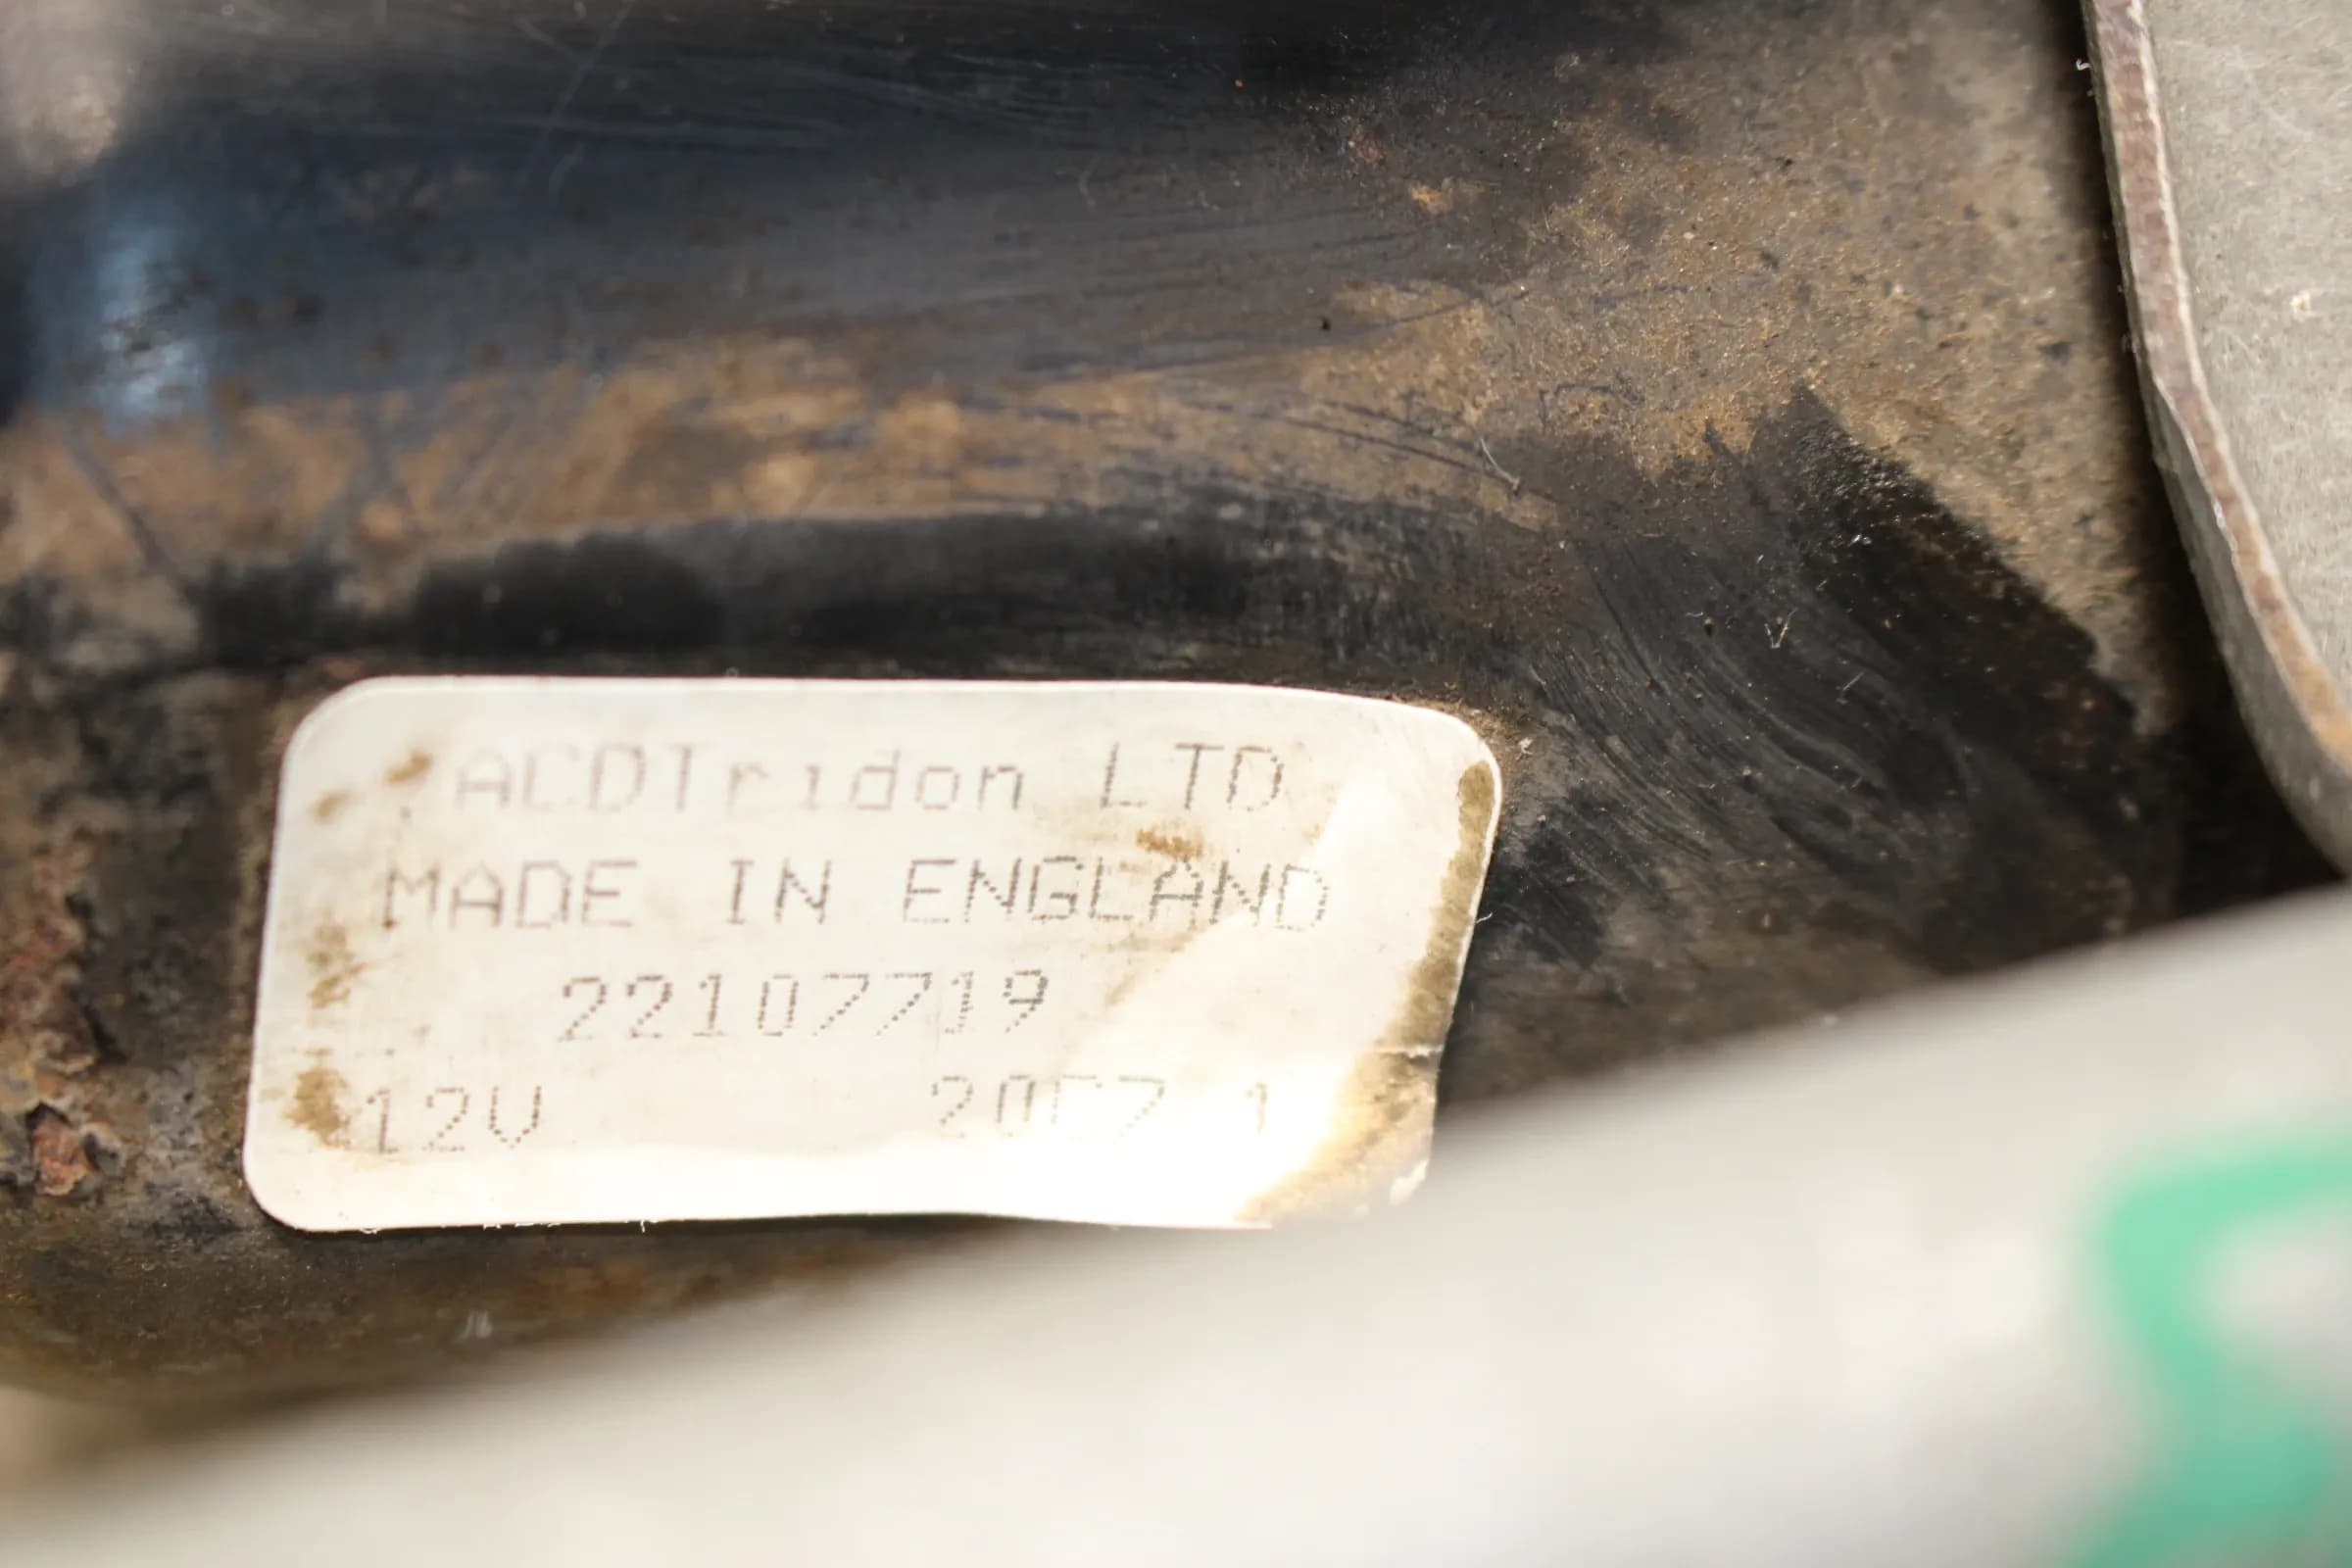 ACDTridon LTD
MADE IN ENGLAND
22107719
12V